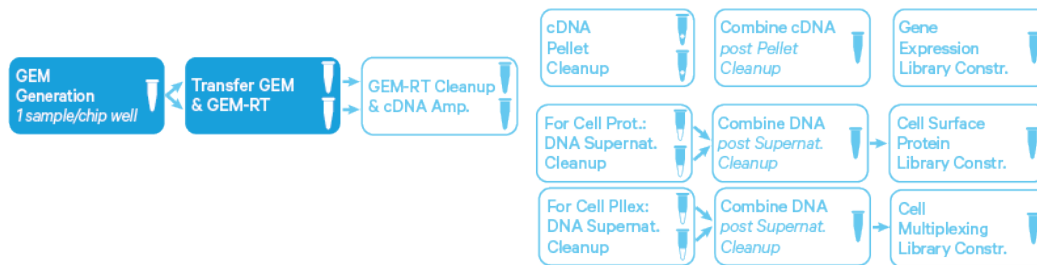 GEM
Generation
1 sample/chip well
Transfer GEM
& GEM-RT
GEM-RT Cleanup
& cDNA Amp.
cDNA
Pellet
Cleanup
Combine cDNA
post Pellet
Cleanup
Gene
Expression
Library Constr.
For Cell Prot.:
DNA Supernat.
Cleanup
Combine DNA
post Supernat.
Cleanup
Cell Surface
Protein
Library Constr.
For Cell Pllex:
DNA Supernat.
Cleanup
Combine DNA
post Supernat.
Cleanup
Cell
Multiplexing
Library Constr.